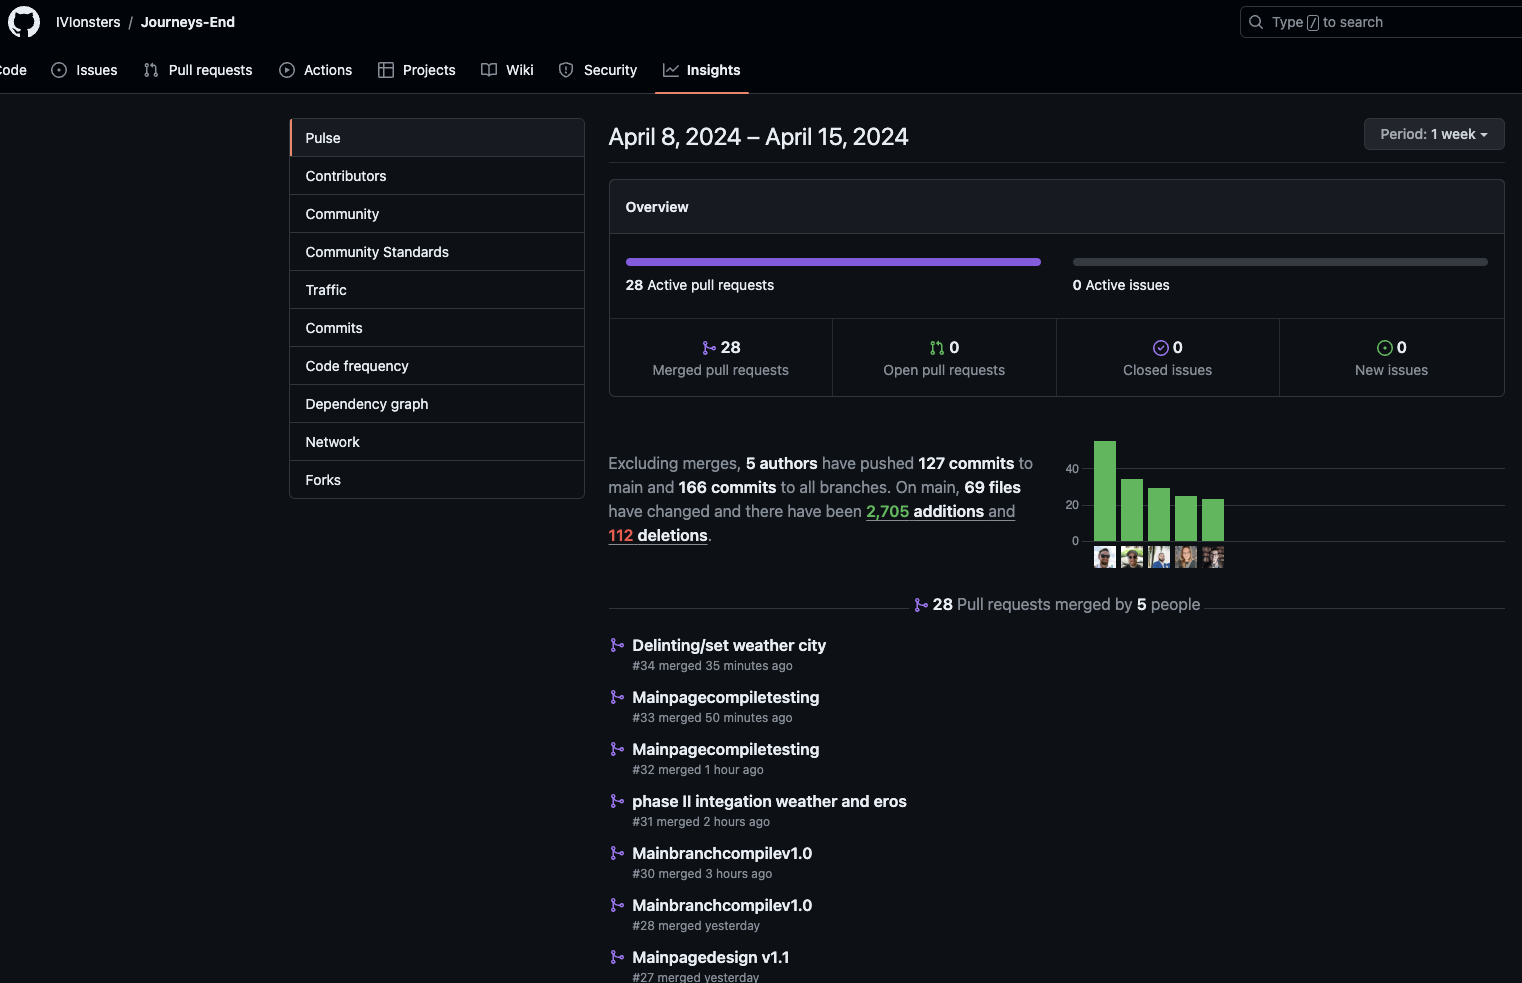 IVIonsters / Journeys-End
Type / to search
ode
Issues
Pull requests
Actions
Projects
Wiki
Security
Insights
Pulse
Contributors
Community
Community Standards
Traffic
Commits
Code frequency
Dependency graph
Network
Forks
April 8, 2024 – April 15, 2024
Period: 1 week
Overview
28 Active pull requests
0 Active issues
28
Merged pull requests
0
Open pull requests
0
Closed issues
0
New issues
Excluding merges, 5 authors have pushed 127 commits to
main and 166 commits to all branches. On main, 69 files
have changed and there have been 2,705 additions and
112 deletions.
40
20
0
28 Pull requests merged by 5 people
Delinting/set weather city
#34 merged 35 minutes ago
Mainpagecompiletesting
#33 merged 50 minutes ago
Mainpagecompiletesting
#32 merged 1 hour ago
phase II integation weather and eros
#31 merged 2 hours ago
Mainbranchcompilev1.0
#30 merged 3 hours ago
Mainbranchcompilev1.0
#28 merged yesterday
Mainpagedesign v1.1
#27 merged yesterday